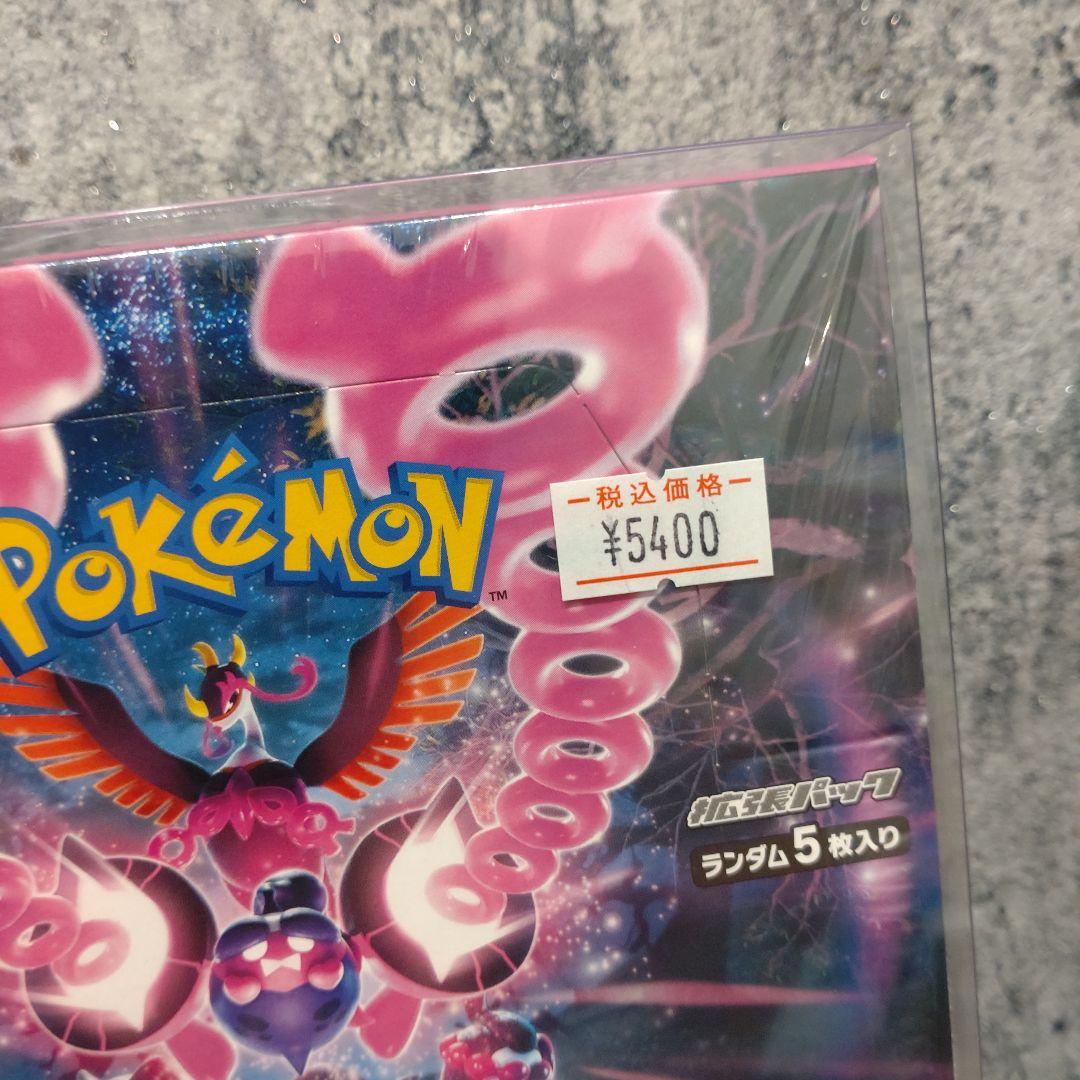 Pokémon
TM
税込価格
¥5400
拡張パック
ランダム5枚入り